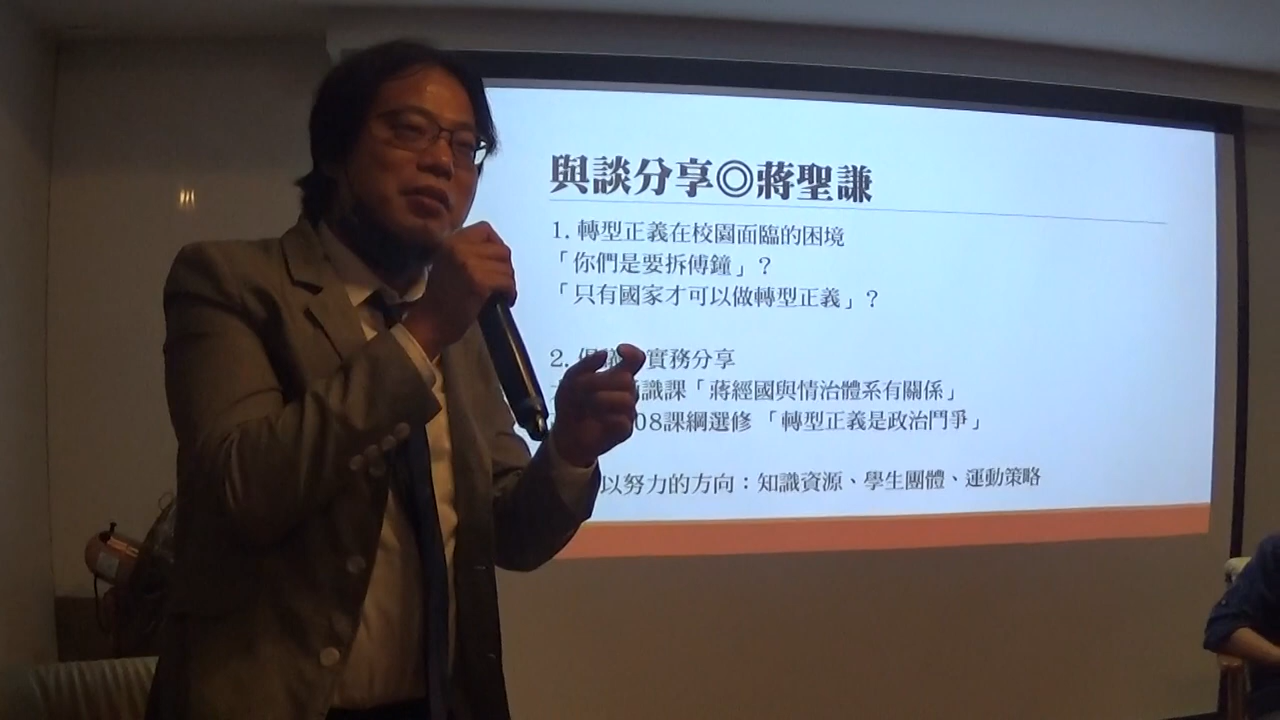 與談分享◎蔣聖謙
1. 轉型正義在校園面臨的困境
「你們是要拆傅鐘」？
「只有國家才可以做轉型正義」？
2. 實務分享
通識課「蔣經國與情治體系有關係」
08課綱選修 「轉型正義是政治鬥爭」
以努力的方向：知識資源、學生團體、運動策略